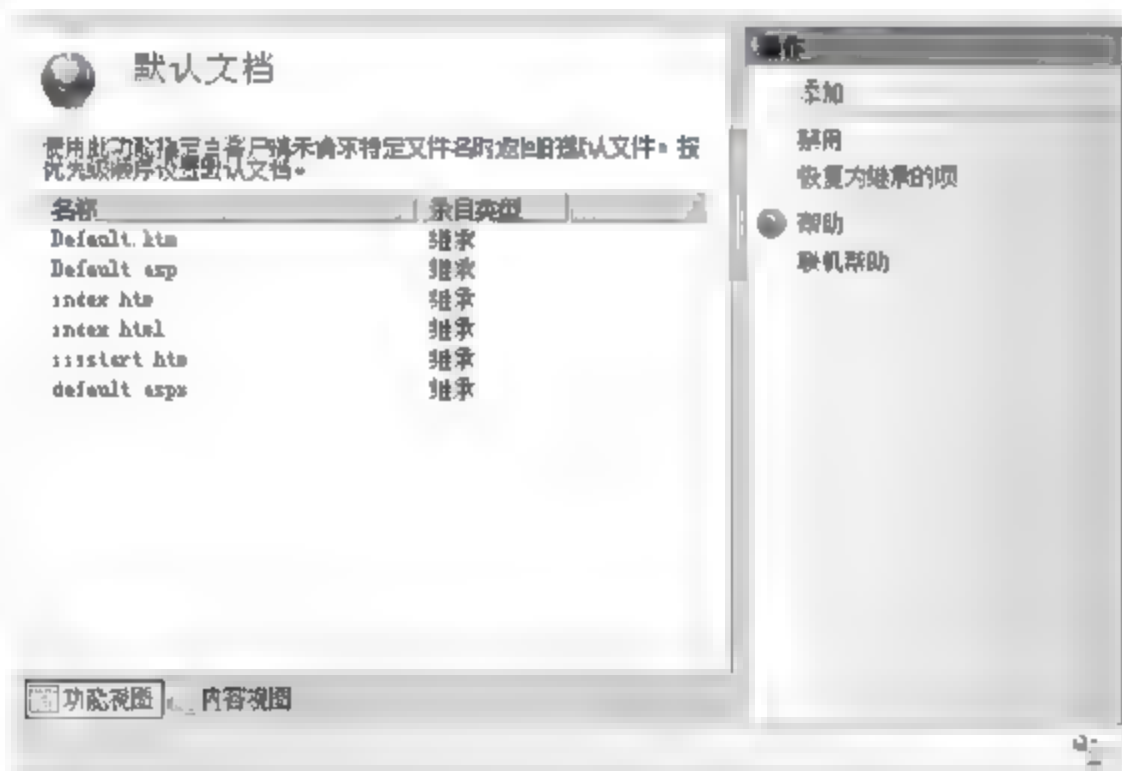 默认文档
使用此功能指定当客户端未请求特定文件名时返回的默认文件。按
优先级顺序设置默认文档。
名称 条目类型
Default.htm 继承
Default.asp 继承
index.htm 继承
index.html 继承
iisstart.htm 继承
default.aspx 继承
功能视图 内容视图
操作
添加
禁用
恢复为继承的项
帮助
联机帮助